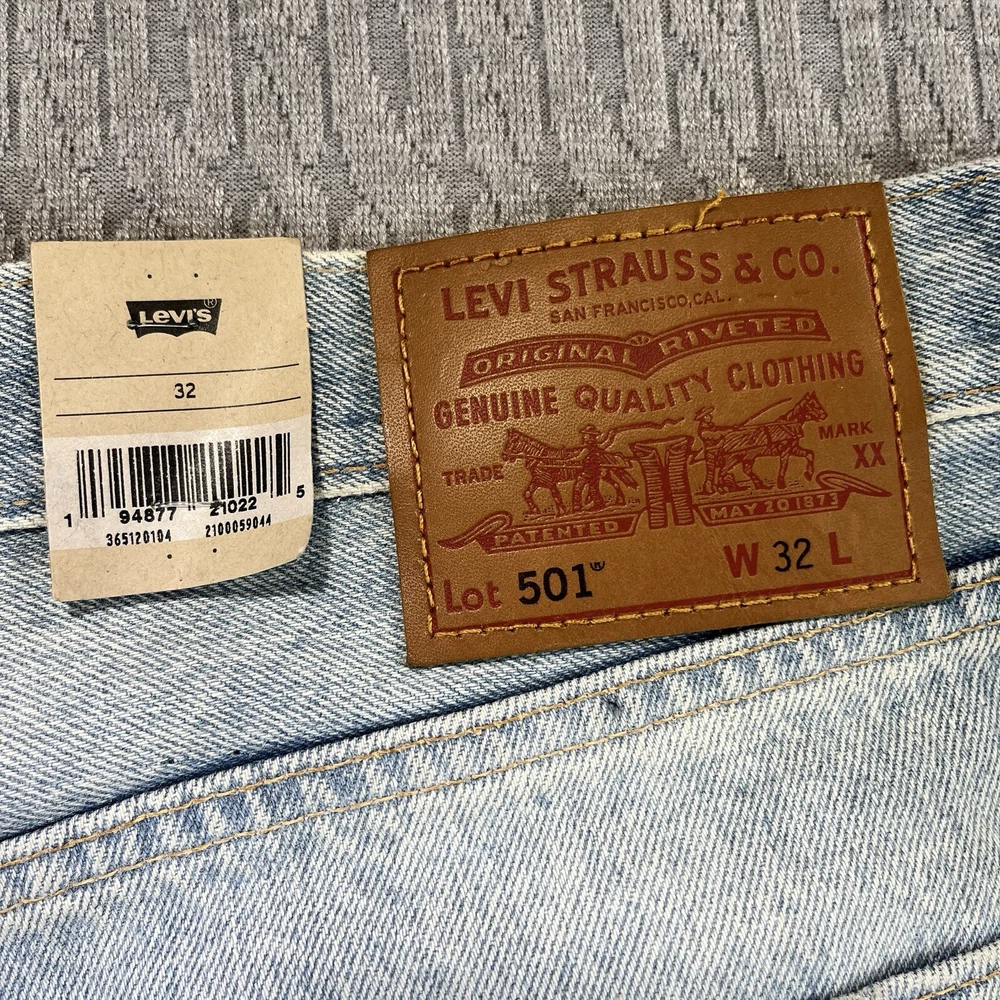 LEVI'S®
32
1 94877 21022 5
365120104 2100059044
LEVI STRAUSS & CO.
SAN FRANCISCO, CAL.
ORIGINAL RIVETED
GENUINE QUALITY CLOTHING
TRADE MARK
XX
PATENTED MAY 20 1873
Lot 501® W 32 L